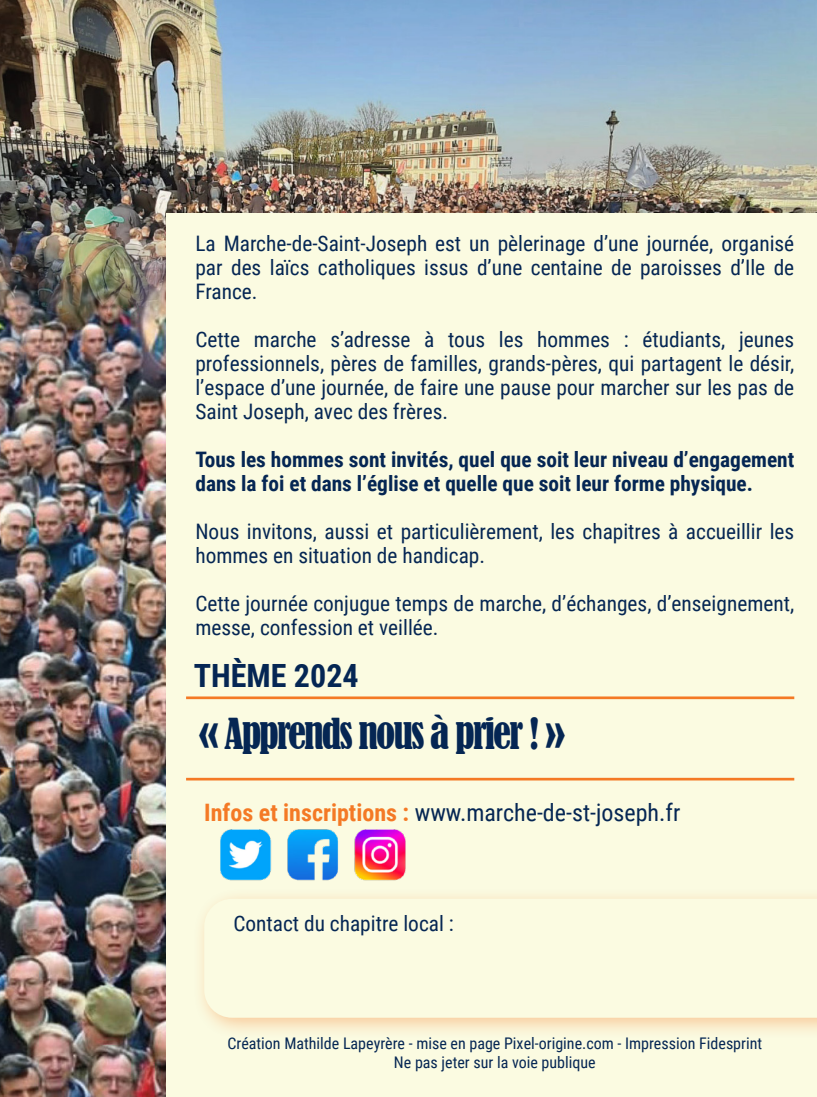 La Marche-de-Saint-Joseph est un pèlerinage d'une journée, organisé
par des laïcs catholiques issus d'une centaine de paroisses d'Ile de
France.
Cette marche s'adresse à tous les hommes : étudiants, jeunes
professionnels, pères de familles, grands-pères, qui partagent le désir,
l'espace d'une journée, de faire une pause pour marcher sur les pas de
Saint Joseph, avec des frères.
Tous les hommes sont invités, quel que soit leur niveau d'engagement
dans la foi et dans l'église et quelle que soit leur forme physique.
Nous invitons, aussi et particulièrement, les chapitres à accueillir les
hommes en situation de handicap.
Cette journée conjugue temps de marche, d'échanges, d'enseignement,
messe, confession et veillée.
THÈME 2024
« Apprends nous à prier ! »
Infos et inscriptions : www.marche-de-st-joseph.fr
Contact du chapitre local :
Création Mathilde Lapeyrère - mise en page Pixel-origine.com - Impression Fidesprint
Ne pas jeter sur la voie publique